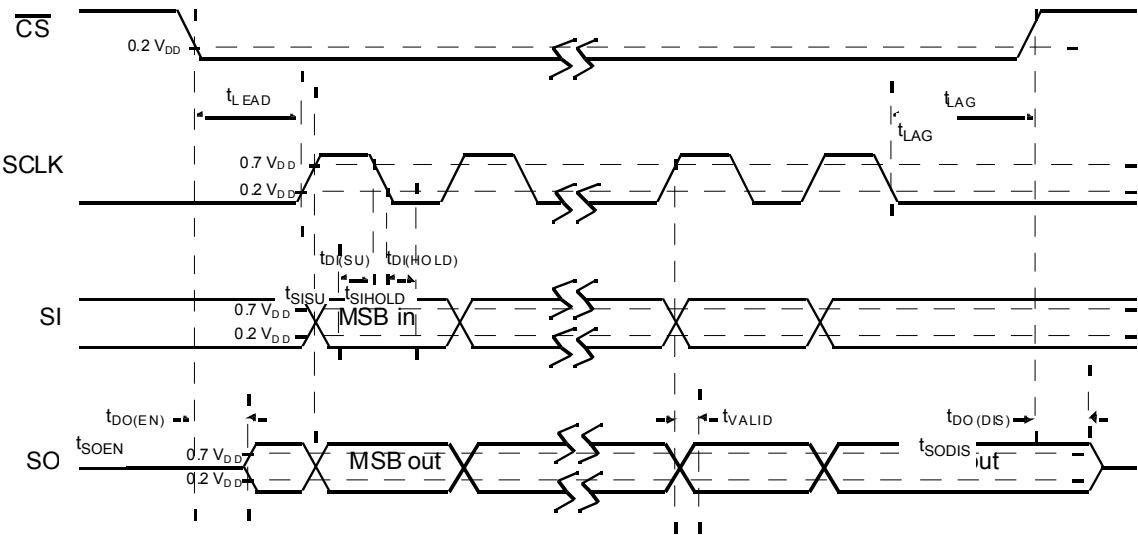 CS
0.2 VDD
tLEAD
tLAG
tLAG
SCLK
0.7 VDD
0.2 VDD
tDI(SU) tDI(HOLD)
tSISU tSIHOLD
SI
0.7 VDD
MSB in
0.2 VDD
tDO(EN)
tVALID
tDO(DIS)
tSOEN
tSODIS
SO
0.7 VDD
MSB out
out
0.2 VDD